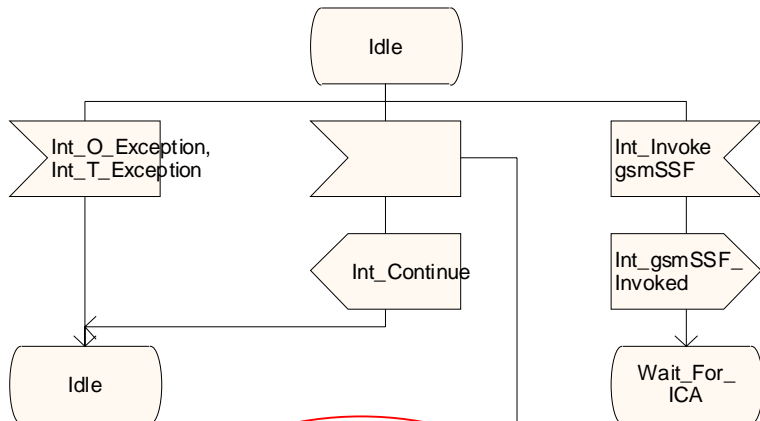 Idle
Int_O_Exception,
Int_T_Exception
Int_Invoke
gsmSSF
Int_Continue
Int_gsmSSF_
Invoked
Idle
Wait_For_
ICA